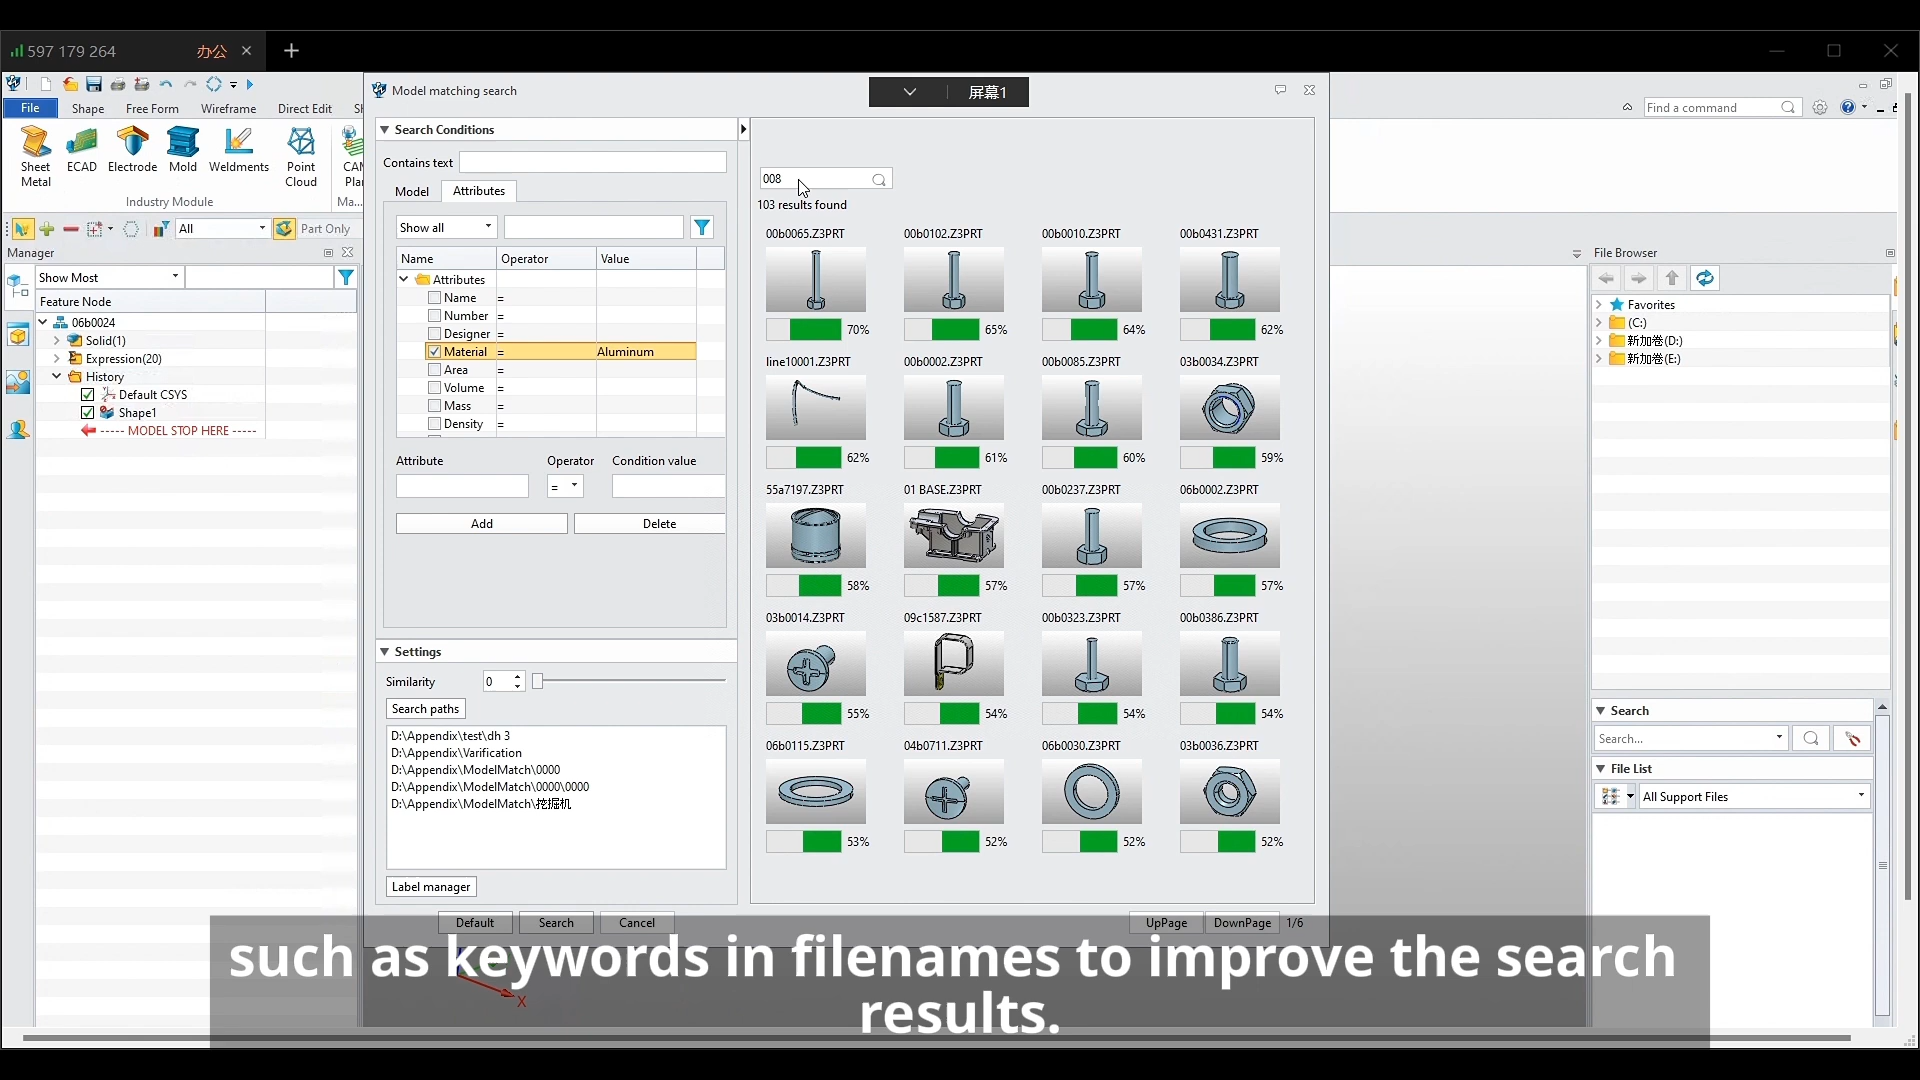 597 179 264
办公
Model matching search
屏幕1
File
Shape
Free Form
Wireframe
Direct Edit
Find a command
Sheet Metal
ECAD
Electrode
Mold
Weldments
Point Cloud
Industry Module
Ma...
All
Part Only
Manager
Show Most
Feature Node
06b0024
Solid(1)
Expression(20)
History
Default CSYS
Shape1
----- MODEL STOP HERE -----
Search Conditions
Contains text
Model
Attributes
Show all
Name
Operator
Value
Attributes
Name =
Number =
Designer =
Material = Aluminum
Area =
Volume =
Mass =
Density =
Attribute
Operator
Condition value
=
Add
Delete
Settings
Similarity
0
Search paths
D:\Appendix\test\dh 3
D:\Appendix\Varification
D:\Appendix\ModelMatch\0000
D:\Appendix\ModelMatch\0000\0000
D:\Appendix\ModelMatch\挖掘机
Label manager
Default
Search
Cancel
008
103 results found
00b0065.Z3PRT
00b0102.Z3PRT
00b0010.Z3PRT
00b0431.Z3PRT
70%
65%
64%
62%
line10001.Z3PRT
00b0002.Z3PRT
00b0085.Z3PRT
03b0034.Z3PRT
62%
61%
60%
59%
55a7197.Z3PRT
01 BASE.Z3PRT
00b0237.Z3PRT
06b0002.Z3PRT
58%
57%
57%
57%
03b0014.Z3PRT
09c1587.Z3PRT
00b0323.Z3PRT
00b0386.Z3PRT
55%
54%
54%
54%
06b0115.Z3PRT
04b0711.Z3PRT
06b0030.Z3PRT
03b0036.Z3PRT
53%
52%
52%
52%
UpPage
DownPage
1/6
File Browser
Favorites
(C:)
新加卷(D:)
新加卷(E:)
Search
Search...
File List
All Support Files
X
such as keywords in filenames to improve the search
results.